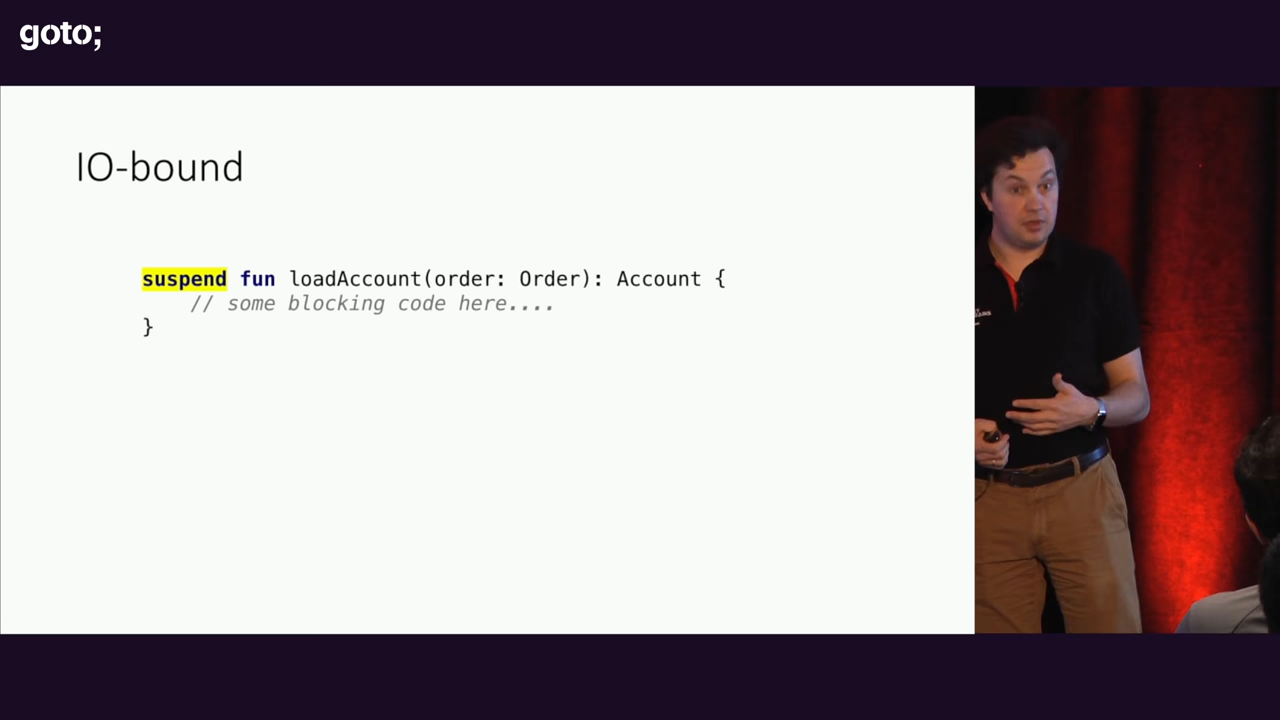 goto;
IO-bound
suspend fun loadAccount(order: Order): Account {
// some blocking code here....
}